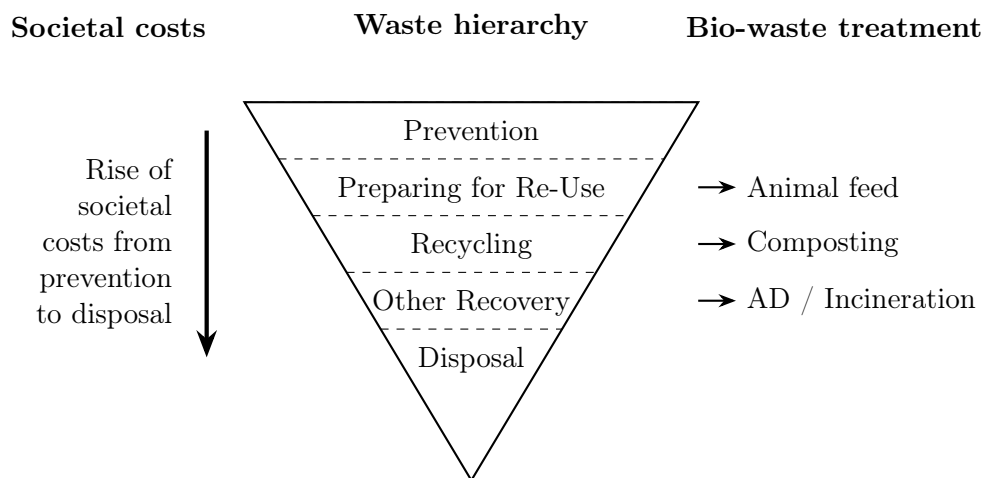 Societal costs
Waste hierarchy
Bio-waste treatment
Rise of
societal
costs from
prevention
to disposal
Prevention
Preparing for Re-Use
Recycling
Other Recovery
Disposal
Animal feed
Composting
AD / Incineration